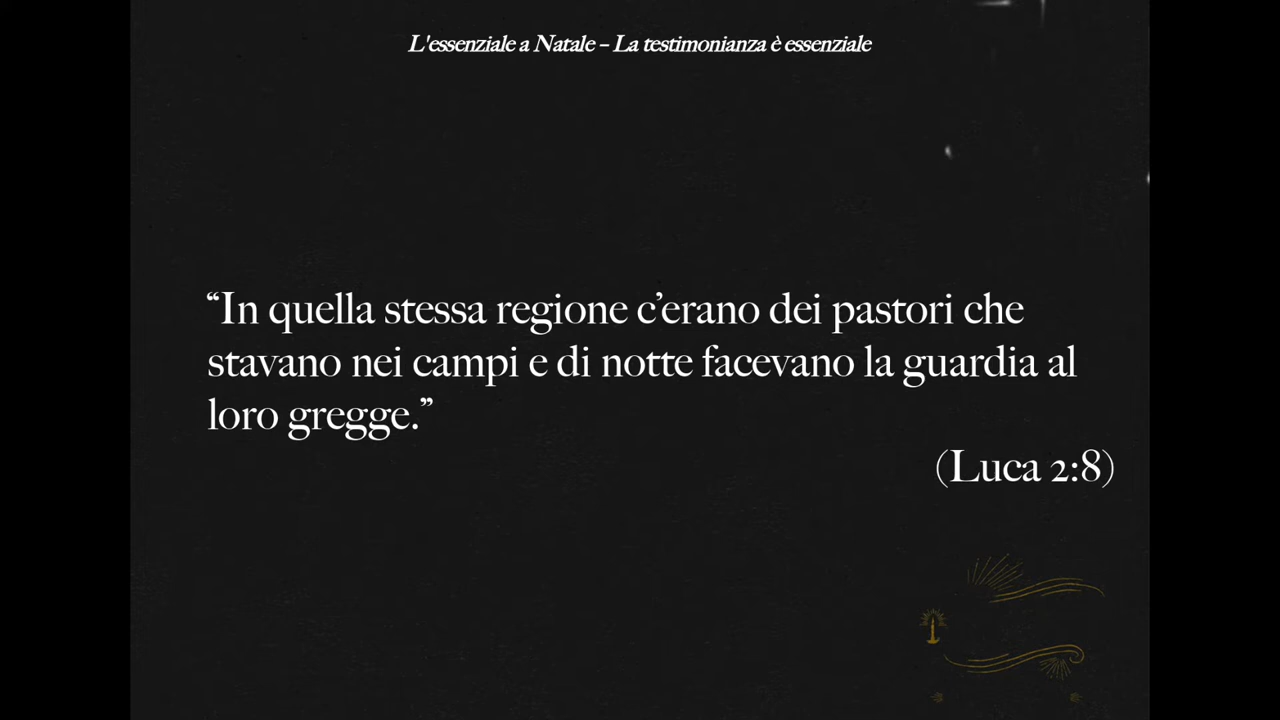 L'essenziale a Natale – La testimonianza è essenziale
“In quella stessa regione c’erano dei pastori che
stavano nei campi e di notte facevano la guardia al
loro gregge.”
(Luca 2:8)